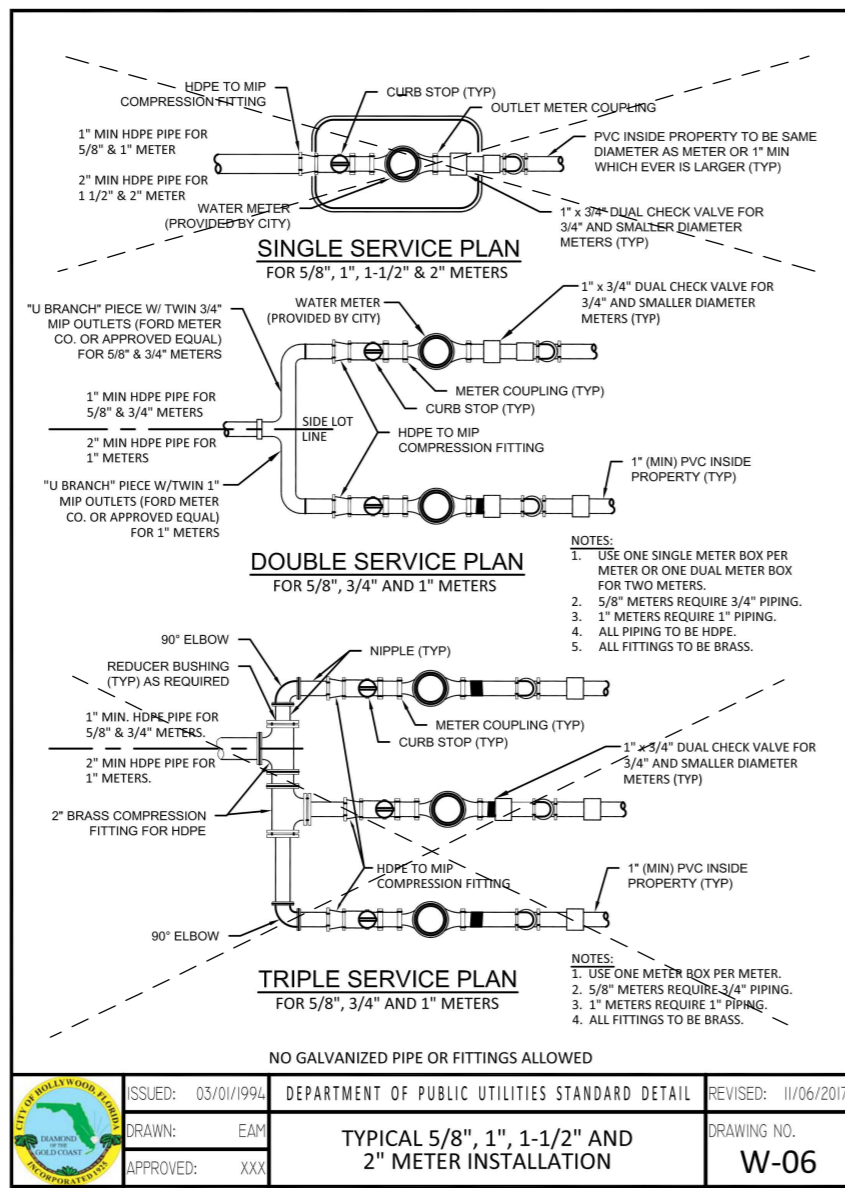 HDPE TO MIP
COMPRESSION FITTING
CURB STOP (TYP)
OUTLET METER COUPLING
1" MIN HDPE PIPE FOR
5/8" & 1" METER
2" MIN HDPE PIPE FOR
1 1/2" & 2" METER
PVC INSIDE PROPERTY TO BE SAME
DIAMETER AS METER OR 1" MIN
WHICH EVER IS LARGER (TYP)
WATER METER
(PROVIDED BY CITY)
1" x 3/4" DUAL CHECK VALVE FOR
3/4" AND SMALLER DIAMETER
METERS (TYP)
SINGLE SERVICE PLAN
FOR 5/8", 1", 1-1/2" & 2" METERS
"U BRANCH" PIECE W/ TWIN 3/4"
MIP OUTLETS (FORD METER
CO. OR APPROVED EQUAL)
FOR 5/8" & 3/4" METERS
WATER METER
(PROVIDED BY CITY)
1" x 3/4" DUAL CHECK VALVE FOR
3/4" AND SMALLER DIAMETER
METERS (TYP)
METER COUPLING (TYP)
CURB STOP (TYP)
1" MIN HDPE PIPE FOR
5/8" & 3/4" METERS
2" MIN HDPE PIPE FOR
1" METERS
SIDE LOT
LINE
HDPE TO MIP
COMPRESSION FITTING
"U BRANCH" PIECE W/TWIN 1"
MIP OUTLETS (FORD METER
CO. OR APPROVED EQUAL)
FOR 1" METERS
1" (MIN) PVC INSIDE
PROPERTY (TYP)
DOUBLE SERVICE PLAN
FOR 5/8", 3/4" AND 1" METERS
NOTES:
1. USE ONE SINGLE METER BOX PER
METER OR ONE DUAL METER BOX
FOR TWO METERS.
2. 5/8" METERS REQUIRE 3/4" PIPING.
3. 1" METERS REQUIRE 1" PIPING.
4. ALL PIPING TO BE HDPE.
5. ALL FITTINGS TO BE BRASS.
90° ELBOW
REDUCER BUSHING
(TYP) AS REQUIRED
NIPPLE (TYP)
1" MIN. HDPE PIPE FOR
5/8" & 3/4" METERS.
2" MIN HDPE PIPE FOR
1" METERS.
METER COUPLING (TYP)
CURB STOP (TYP)
1" x 3/4" DUAL CHECK VALVE FOR
3/4" AND SMALLER DIAMETER
METERS (TYP)
2" BRASS COMPRESSION
FITTING FOR HDPE
HDPE TO MIP
COMPRESSION FITTING
1" (MIN) PVC INSIDE
PROPERTY (TYP)
90° ELBOW
TRIPLE SERVICE PLAN
FOR 5/8", 3/4" AND 1" METERS
NOTES:
1. USE ONE METER BOX PER METER.
2. 5/8" METERS REQUIRE 3/4" PIPING.
3. 1" METERS REQUIRE 1" PIPING.
4. ALL FITTINGS TO BE BRASS.
NO GALVANIZED PIPE OR FITTINGS ALLOWED
CITY OF HOLLYWOOD, FLORIDA
DIAMOND
OF THE
GOLD COAST
INCORPORATED 1925
ISSUED: 03/01/1994
DRAWN: EAM
APPROVED: XXX
DEPARTMENT OF PUBLIC UTILITIES STANDARD DETAIL
TYPICAL 5/8", 1", 1-1/2" AND
2" METER INSTALLATION
REVISED: 11/06/2017
DRAWING NO.
W-06